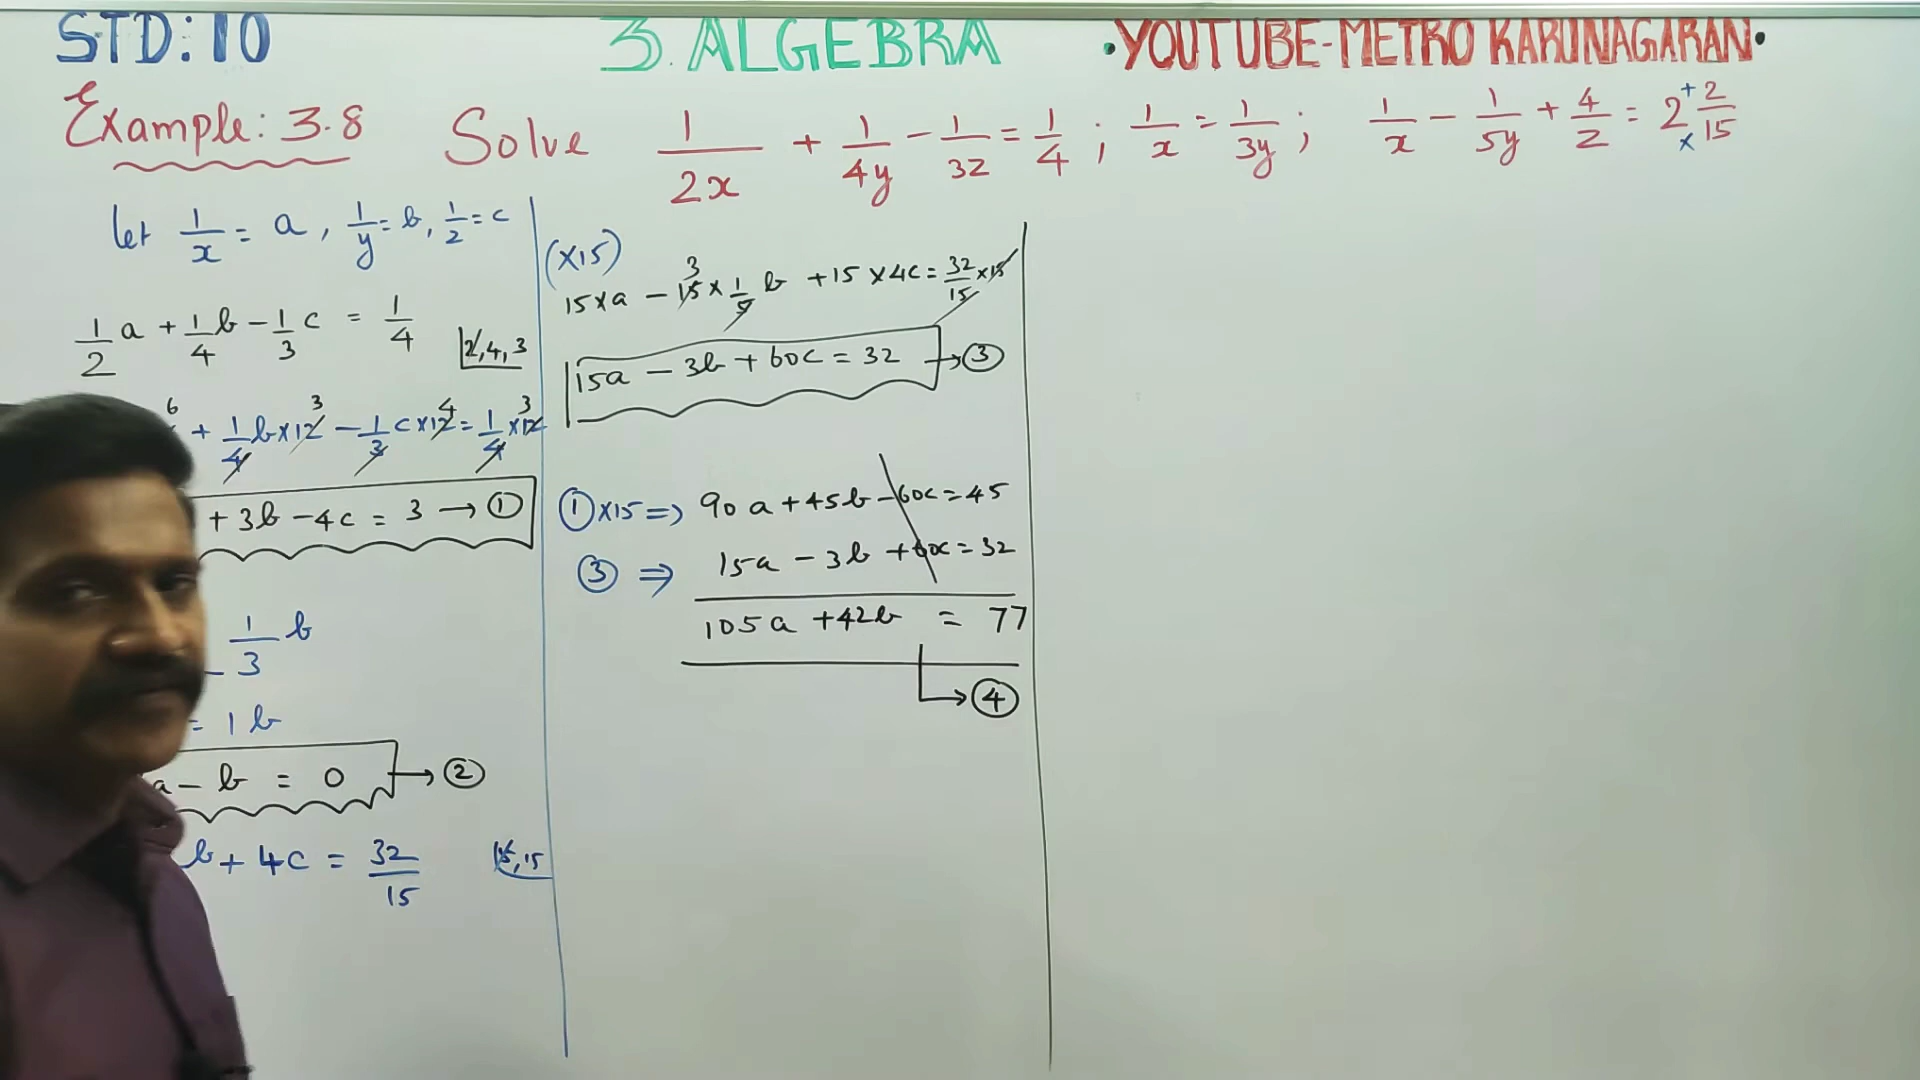 STD:10 3. ALGEBRA •YOUTUBE-METRO KARUNAGARAN•
Example: 3.8 Solve 1/2x + 1/4y - 1/3z = 1/4 ; 1/x = 1/3y ; 1/x - 1/5y + 4/z = 2 + 2/15 x
let 1/x = a, 1/y = b, 1/z = c
1/2 a + 1/4 b - 1/3 c = 1/4
2, 4, 3
6 + 1/4 b×12 3 - 1/3 c×12 4 = 1/4 ×12 3
+ 3b - 4c = 3 → ①
1/3 b
= 1b
a - b = 0 → ②
b + 4c = 32/15 15, 15
(×15)
15×a - 15 3 × 1/5 b + 15 × 4c = 32/15 ×15
15a - 3b + 60c = 32 → ③
① ×15 ⇒ 90a + 45b - 60c = 45
③ ⇒ 15a - 3b + 60c = 32
105a + 42b = 77
→ ④